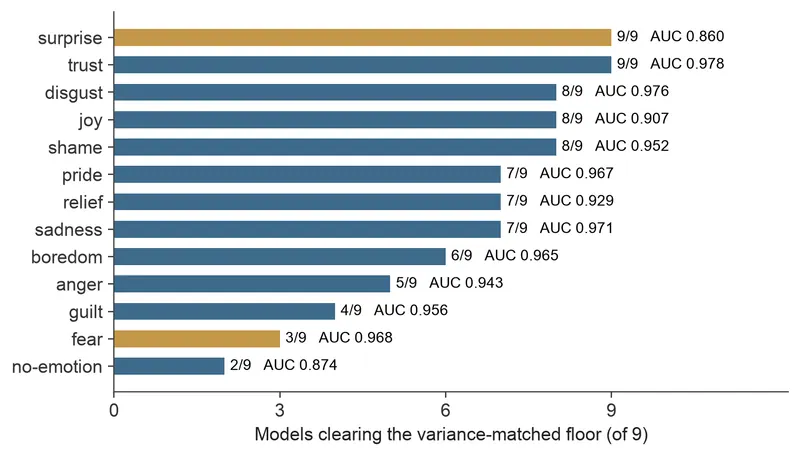 surprise 9/9 AUC 0.860
trust 9/9 AUC 0.978
disgust 8/9 AUC 0.976
joy 8/9 AUC 0.907
shame 8/9 AUC 0.952
pride 7/9 AUC 0.967
relief 7/9 AUC 0.929
sadness 7/9 AUC 0.971
boredom 6/9 AUC 0.965
anger 5/9 AUC 0.943
guilt 4/9 AUC 0.956
fear 3/9 AUC 0.968
no-emotion 2/9 AUC 0.874
0 3 6 9
Models clearing the variance-matched floor (of 9)